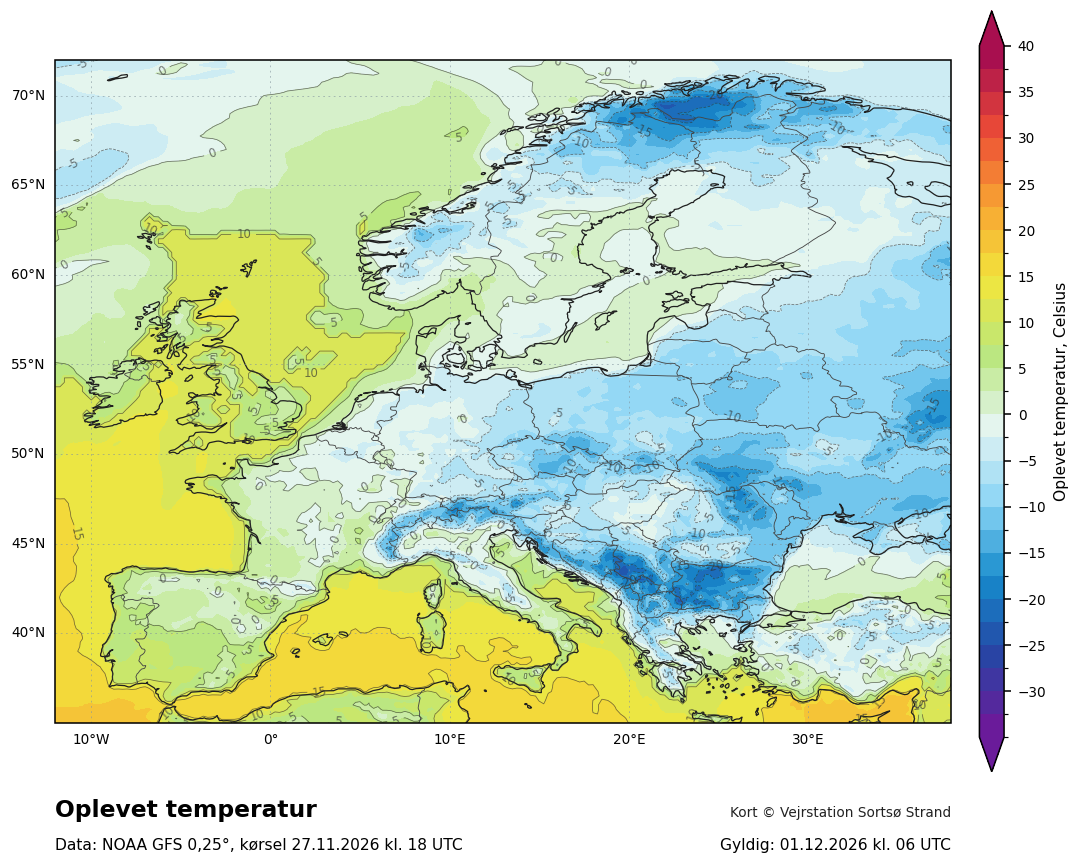 40
35
30
25
20
15
10
5
0
−5
−10
−15
−20
−25
−30
Oplevet temperatur, Celsius
70°N
65°N
60°N
55°N
50°N
45°N
40°N
10°W
0°
10°E
20°E
30°E
Oplevet temperatur
Kort © Vejrstation Sortsø Strand
Data: NOAA GFS 0,25°, kørsel 27.11.2026 kl. 18 UTC
Gyldig: 01.12.2026 kl. 06 UTC